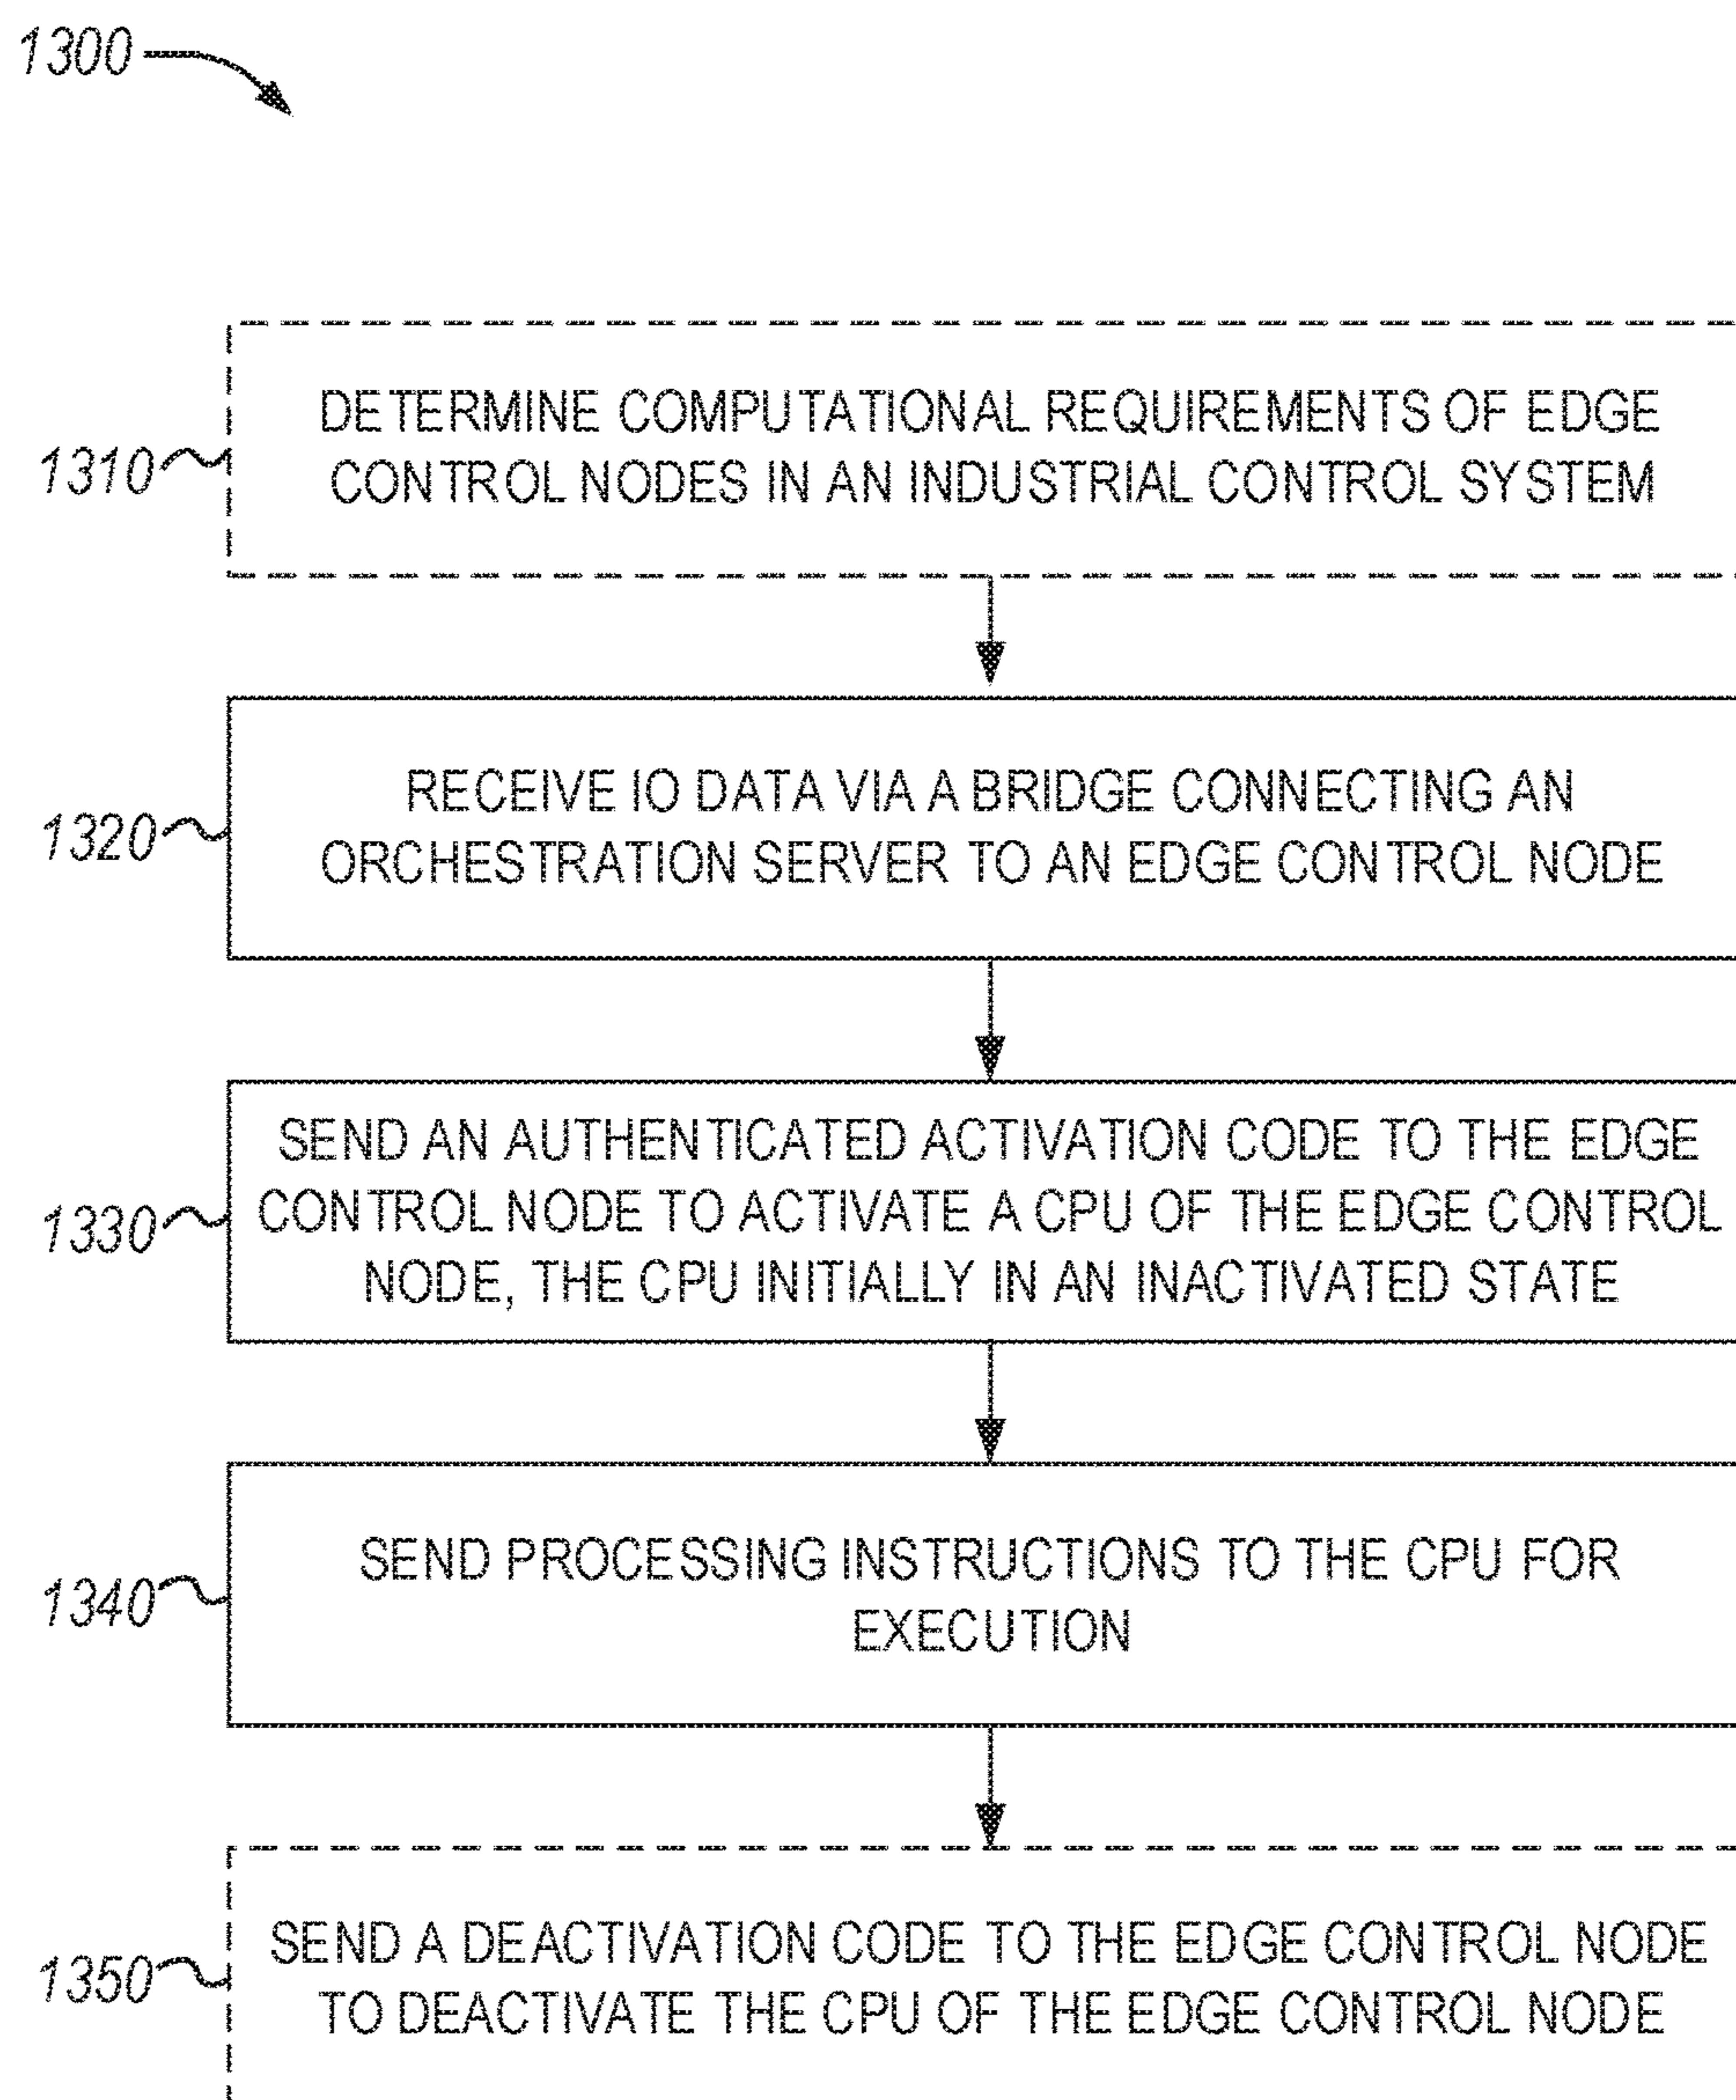 1300
DETERMINE COMPUTATIONAL REQUIREMENTS OF EDGE
CONTROL NODES IN AN INDUSTRIAL CONTROL SYSTEM
1310
RECEIVE IO DATA VIA A BRIDGE CONNECTING AN
ORCHESTRATION SERVER TO AN EDGE CONTROL NODE
1320
SEND AN AUTHENTICATED ACTIVATION CODE TO THE EDGE
CONTROL NODE TO ACTIVATE A CPU OF THE EDGE CONTROL
NODE, THE CPU INITIALLY IN AN INACTIVATED STATE
1330
SEND PROCESSING INSTRUCTIONS TO THE CPU FOR
EXECUTION
1340
SEND A DEACTIVATION CODE TO THE EDGE CONTROL NODE
TO DEACTIVATE THE CPU OF THE EDGE CONTROL NODE
1350